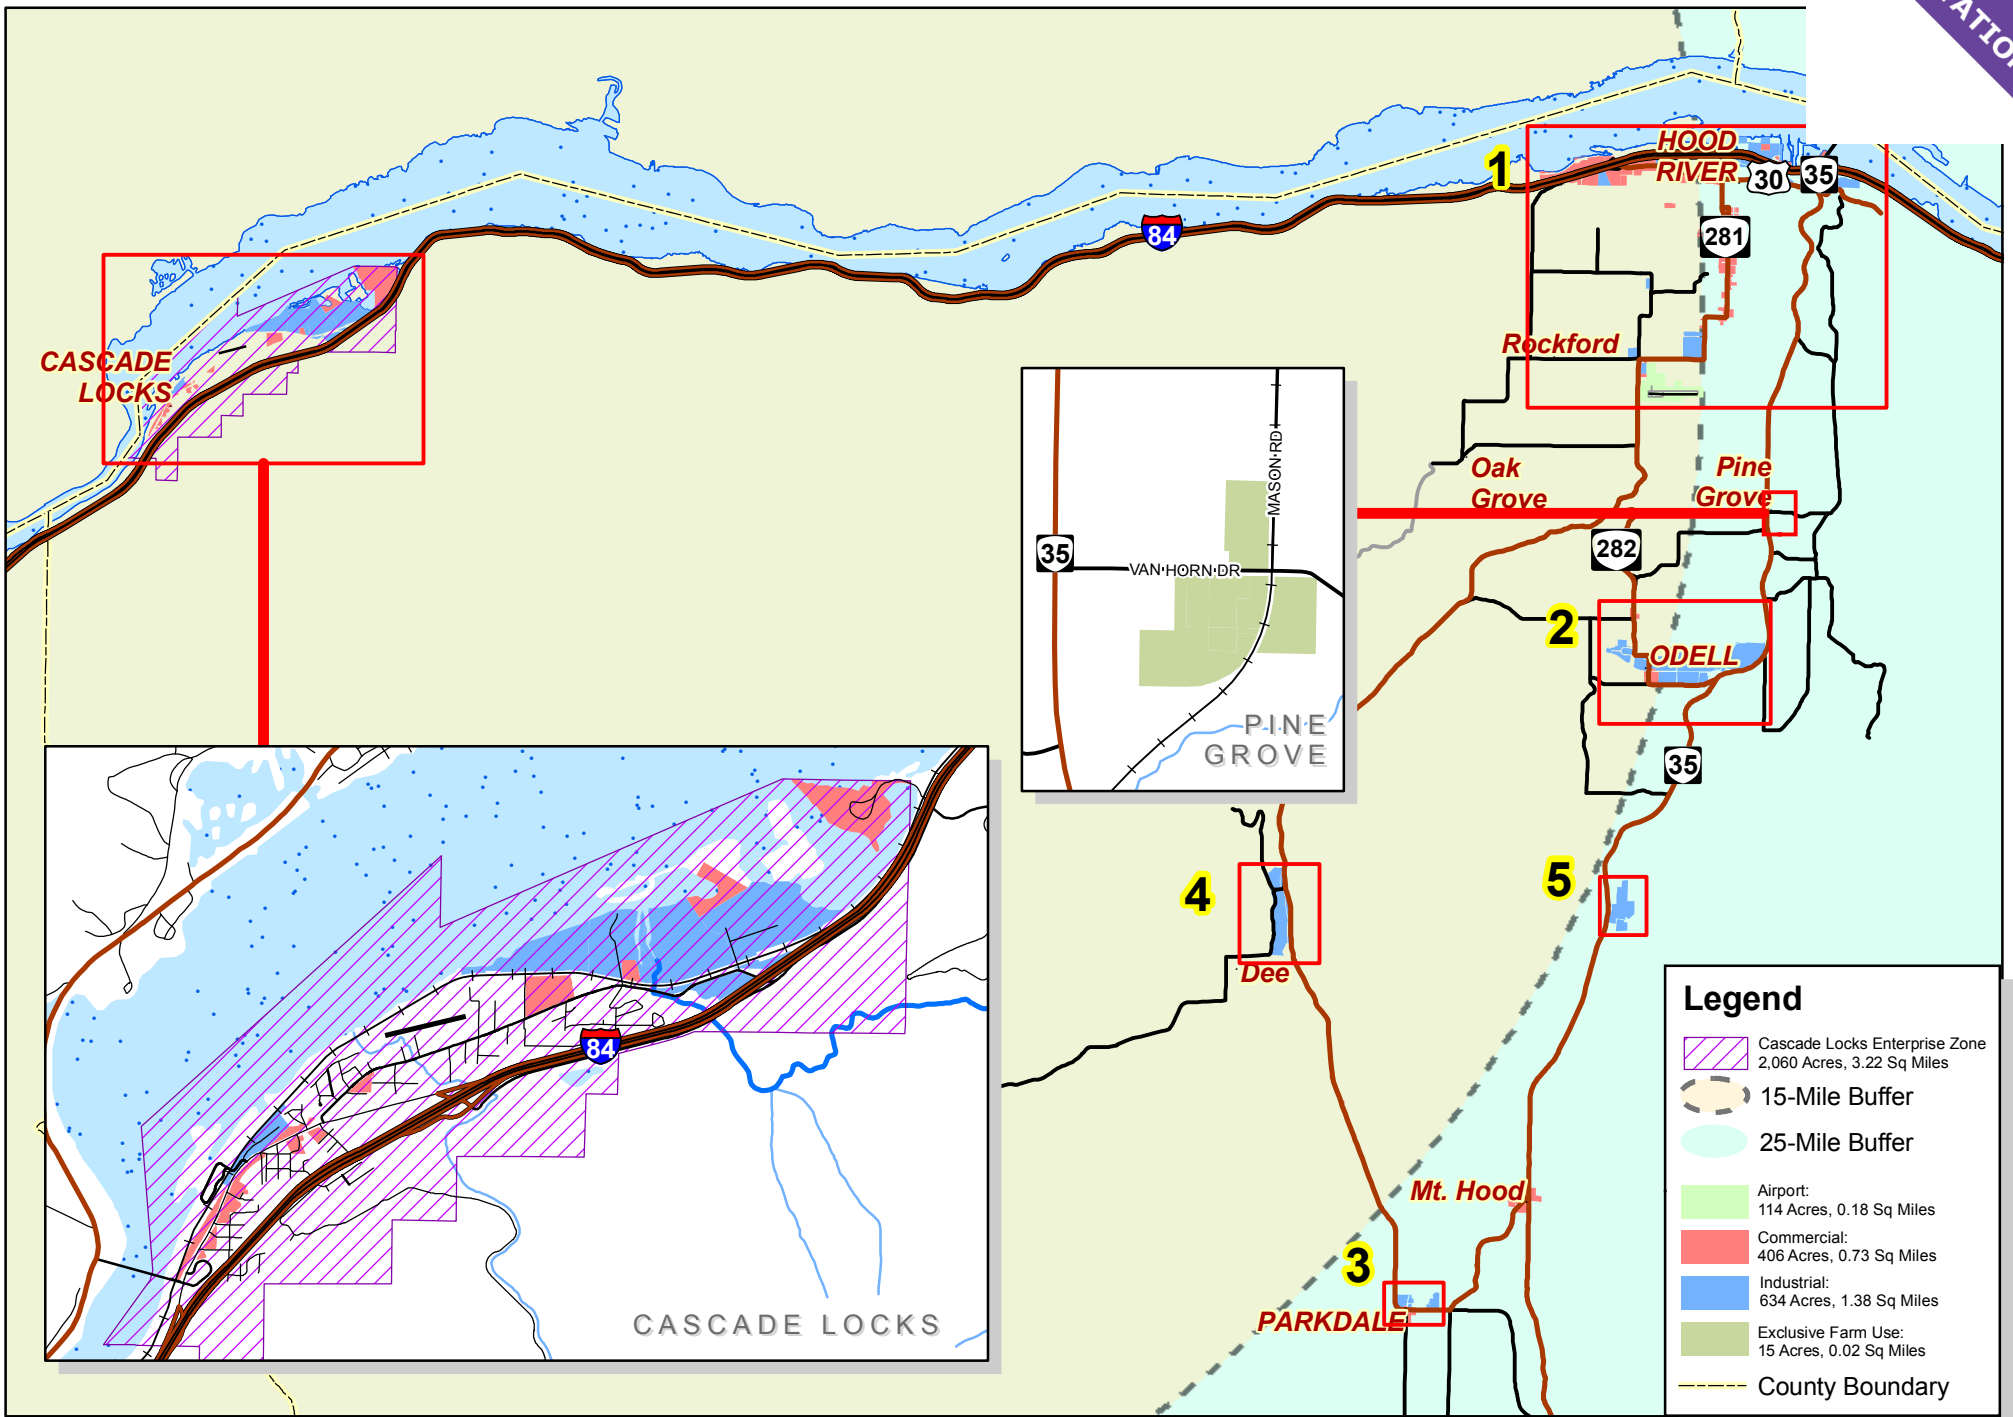 1
HOOD
RIVER
30
35
84
281
CASCADE
LOCKS
Rockford
MASON RD
35
VAN HORN DR
PINE
GROVE
Oak
Grove
Pine
Grove
282
2
ODELL
35
4
Dee
5
84
CASCADE LOCKS
Mt. Hood
3
PARKDALE
Legend
Cascade Locks Enterprise Zone
2,060 Acres, 3.22 Sq Miles
15-Mile Buffer
25-Mile Buffer
Airport:
114 Acres, 0.18 Sq Miles
Commercial:
406 Acres, 0.73 Sq Miles
Industrial:
634 Acres, 1.38 Sq Miles
Exclusive Farm Use:
15 Acres, 0.02 Sq Miles
County Boundary